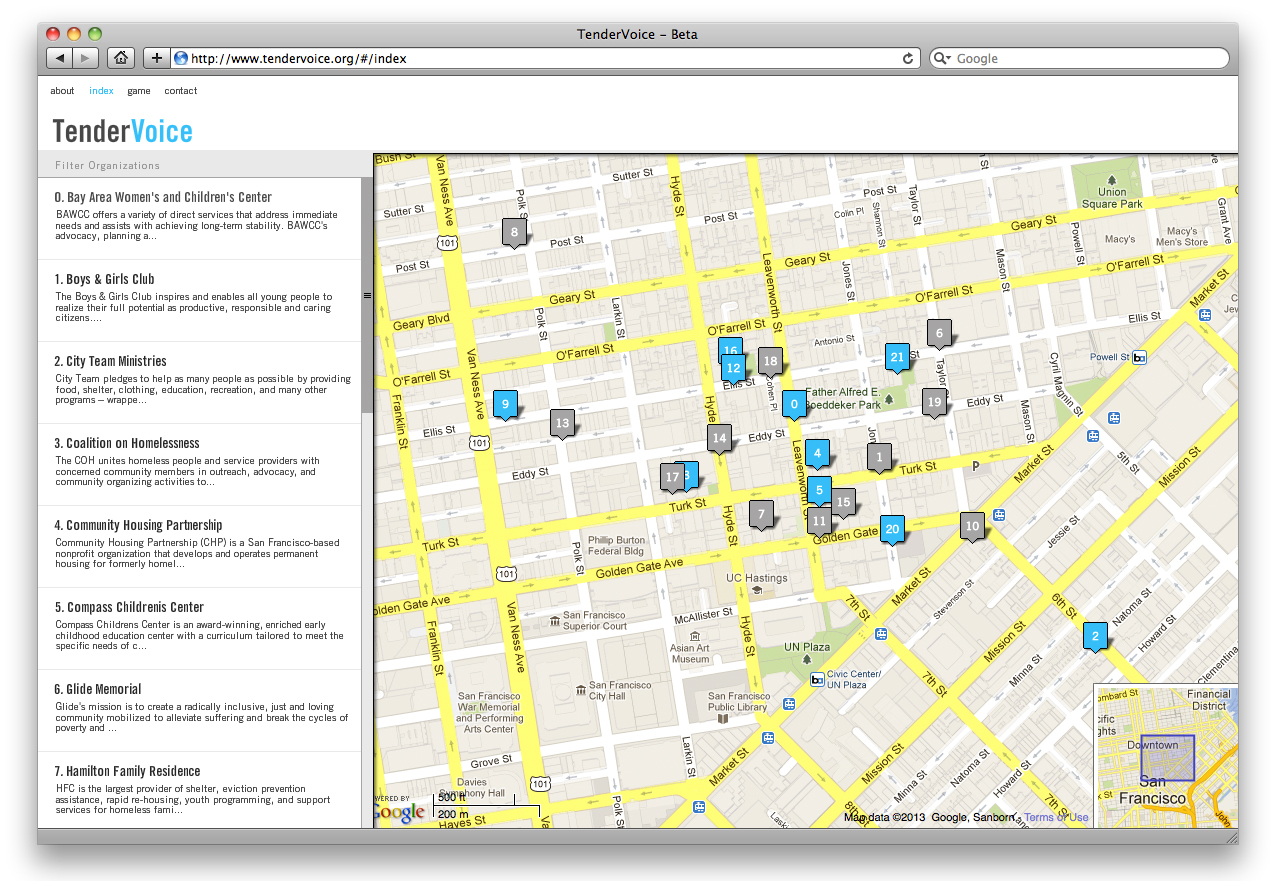 TenderVoice – Beta
http://www.tendervoice.org/#/index
Google
about index game contact
TenderVoice
Filter Organizations
0. Bay Area Women's and Children's Center
BAWCC offers a variety of direct services that address immediate
needs and assists with achieving long-term stability. BAWCC's
advocacy, planning a...
1. Boys & Girls Club
The Boys & Girls Club inspires and enables all young people to
realize their full potential as productive, responsible and caring
citizens....
2. City Team Ministries
City Team pledges to help as many people as possible by providing
food, shelter, clothing, education, recreation, and many other
programs – wrappe...
3. Coalition on Homelessness
The COH unites homeless people and service providers with
concerned community members in outreach, advocacy, and
community organizing activities to...
4. Community Housing Partnership
Community Housing Partnership (CHP) is a San Francisco-based
nonprofit organization that develops and operates permanent
housing for formerly homel...
5. Compass Childrenis Center
Compass Childrens Center is an award-winning, enriched early
childhood education center with a curriculum tailored to meet the
specific needs of c...
6. Glide Memorial
Glide's mission is to create a radically inclusive, just and loving
community mobilized to alleviate suffering and break the cycles of
poverty and ...
7. Hamilton Family Residence
HFC is the largest provider of shelter, eviction prevention
assistance, rapid re-housing, youth programming, and support
services for homeless fami...
Bush St
Van Ness Ave
Sutter St
Sutter St
Polk St
Hyde St
Post St
Post St
Post St
Post St
Colin Pl
Shannon St
Taylor St
Union
Square Park
Geary St
Grant Ave
Powell St
Macy's
Macy's
Men's Store
101
8
Leavenworth St
Geary St
Jones St
Mason St
O'Farrell St
Market St
Geary St
Geary Blvd
Polk St
Larkin St
O'Farrell St
O'Farrell St
Ellis St
Antonio St
6
Powell St
Van Ness Ave
O'Farrell St
O'Farrell St
16
12
18
21
Ellis St
Cohen Pl
Taylor
Cyril Magnin St
Mason St
Franklin St
9
13
0
Father Alfred E.
Boeddeker Park
19
Eddy St
Ellis St
101
Hyde St
14
Eddy St
4
1
Turk St
P
Market St
5th St
Mission St
Eddy St
17
3
Leavenworth St
5
15
Turk St
7
11
20
10
Golden Gate
Turk St
Polk St
Phillip Burton
Federal Bldg
Hyde St
Jessie St
101
Golden Gate Ave
UC Hastings
Market St
Stevenson St
6th St
Natoma St
Howard St
olden Gate Ave
McAllister St
7th St
San Francisco
Superior Court
Asian Art
Museum
Hyde St
UN Plaza
Mission St
2
Franklin St
Van Ness Ave
Minna St
Clementina
Civic Center/
UN Plaza
7th St
San Francisco
City Hall
San Francisco
War Memorial
and Performing
Arts Center
San Francisco
Public Library
Larkin St
Market St
Mission St
Grove St
Natoma St
Howard St
Minna St
Davies
Symphony Hall
101
Polk St
8th St
7th St
Hayes St
Lask
WERED BY
Google
500 ft
200 m
Map data ©2013 Google, Sanborn - Terms of Use
ombard St
Financial
District
cific
ghts
Downtown
San
Francisco
John